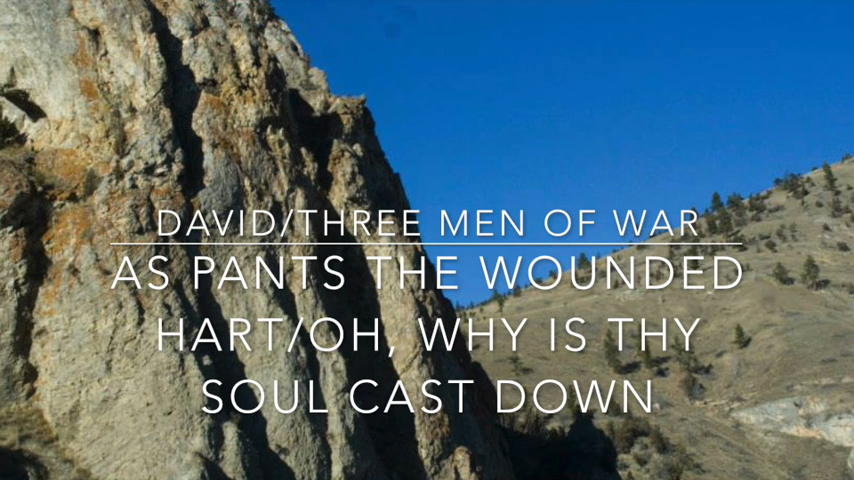 DAVID/THREE MEN OF WAR
AS PANTS THE WOUNDED
HART/OH, WHY IS THY
SOUL CAST DOWN